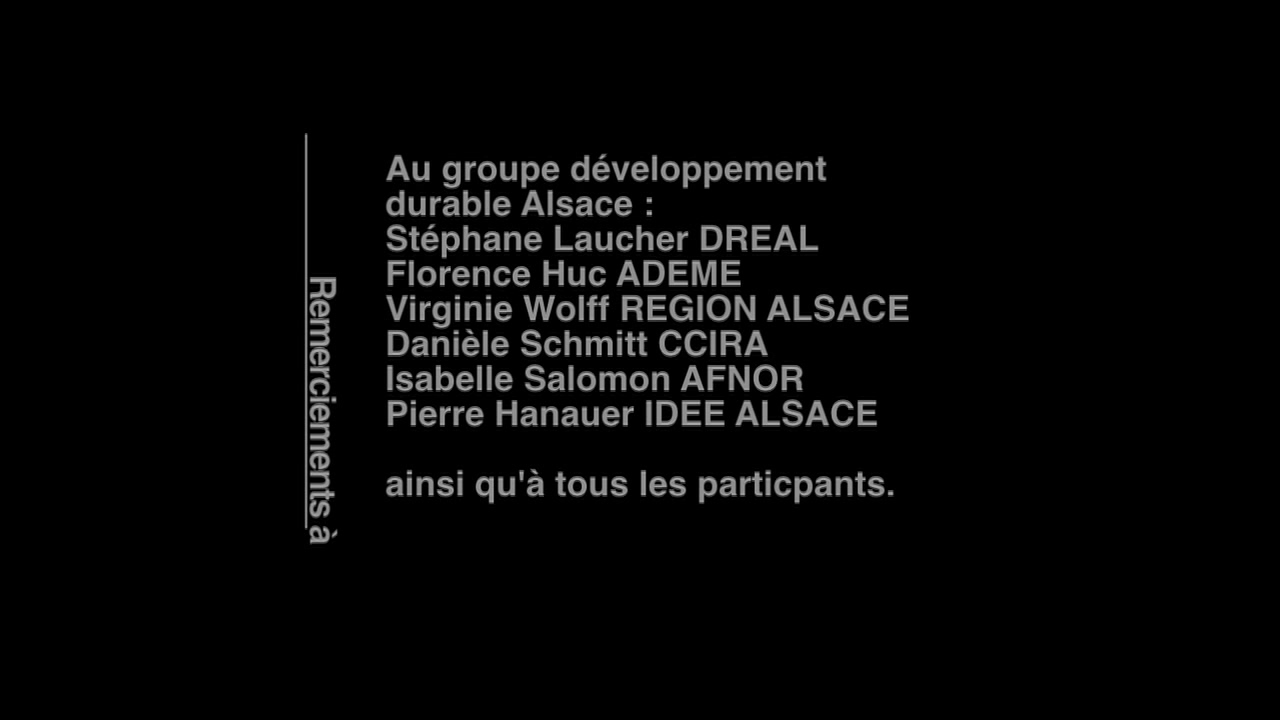 Remerciements à
Au groupe développement
durable Alsace :
Stéphane Laucher DREAL
Florence Huc ADEME
Virginie Wolff REGION ALSACE
Danièle Schmitt CCIRA
Isabelle Salomon AFNOR
Pierre Hanauer IDEE ALSACE
ainsi qu'à tous les particpants.